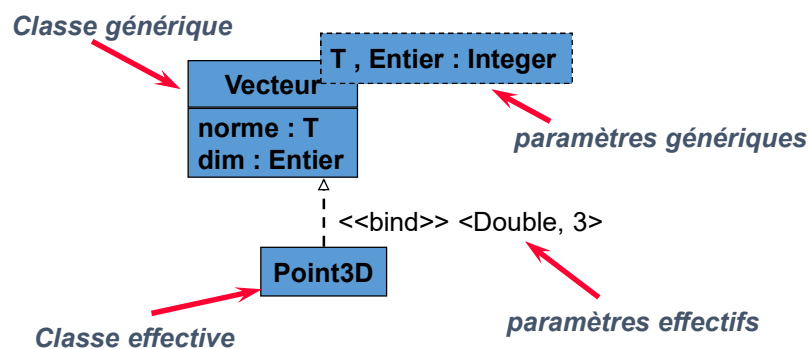 Classe générique
T , Entier : Integer
Vecteur
norme : T
dim : Entier
paramètres génériques
<<bind>> <Double, 3>
Point3D
Classe effective
paramètres effectifs